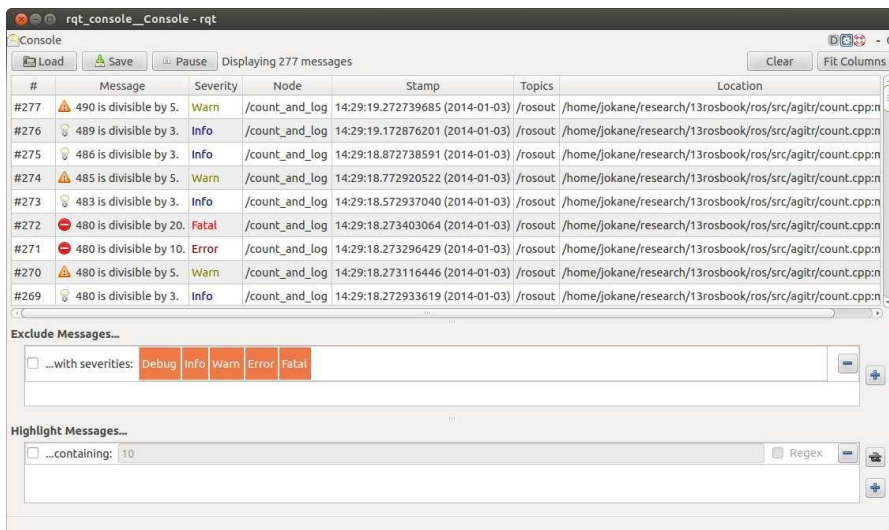 rqt_console__Console - rqt
Console D
Load Save Pause Displaying 277 messages Clear Fit Columns
# Message Severity Node Stamp Topics Location
#277 490 is divisible by 5. Warn /count_and_log 14:29:19.272739685 (2014-01-03) /rosout /home/jokane/research/13rosbook/ros/src/agitr/count.cpp:n
#276 489 is divisible by 3. Info /count_and_log 14:29:19.172876201 (2014-01-03) /rosout /home/jokane/research/13rosbook/ros/src/agitr/count.cpp:n
#275 486 is divisible by 3. Info /count_and_log 14:29:18.872738591 (2014-01-03) /rosout /home/jokane/research/13rosbook/ros/src/agitr/count.cpp:n
#274 485 is divisible by 5. Warn /count_and_log 14:29:18.772920522 (2014-01-03) /rosout /home/jokane/research/13rosbook/ros/src/agitr/count.cpp:n
#273 483 is divisible by 3. Info /count_and_log 14:29:18.572937040 (2014-01-03) /rosout /home/jokane/research/13rosbook/ros/src/agitr/count.cpp:n
#272 480 is divisible by 20. Fatal /count_and_log 14:29:18.273403064 (2014-01-03) /rosout /home/jokane/research/13rosbook/ros/src/agitr/count.cpp:n
#271 480 is divisible by 10. Error /count_and_log 14:29:18.273296429 (2014-01-03) /rosout /home/jokane/research/13rosbook/ros/src/agitr/count.cpp:n
#270 480 is divisible by 5. Warn /count_and_log 14:29:18.273116446 (2014-01-03) /rosout /home/jokane/research/13rosbook/ros/src/agitr/count.cpp:n
#269 480 is divisible by 3. Info /count_and_log 14:29:18.272933619 (2014-01-03) /rosout /home/jokane/research/13rosbook/ros/src/agitr/count.cpp:n
Exclude Messages...
...with severities: Debug Info Warn Error Fatal
Highlight Messages...
...containing: 10 Regex